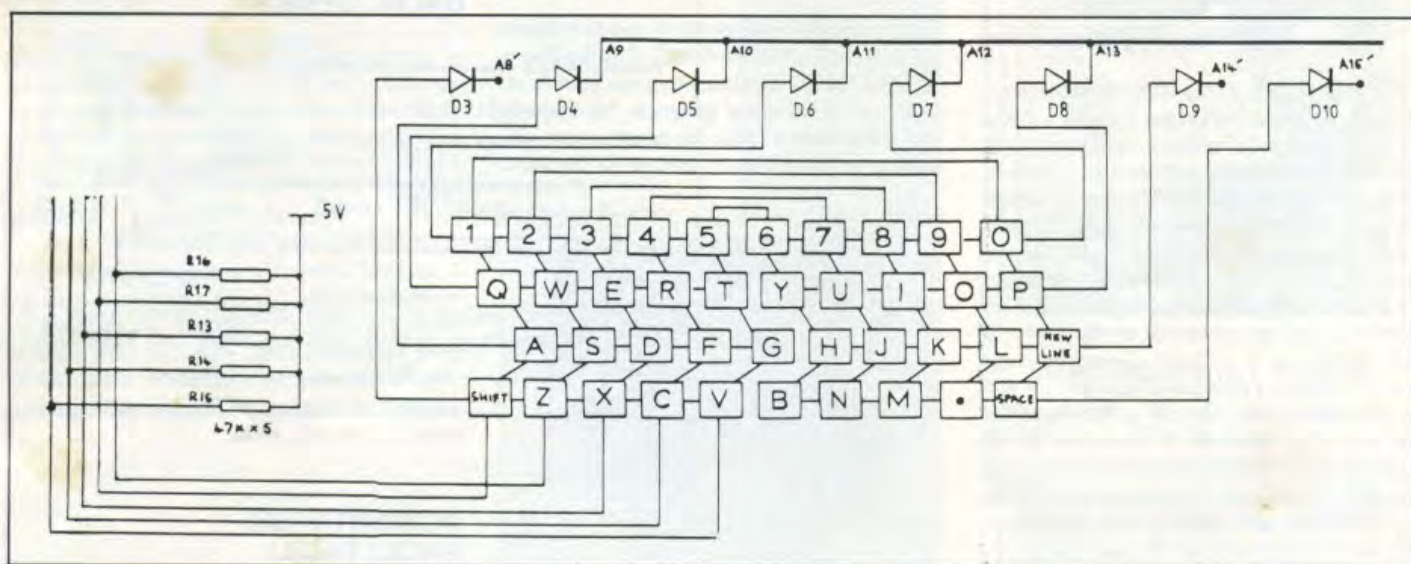 A8' A9 A10 A11 A12 A13 A14' A15'
D3 D4 D5 D6 D7 D8 D9 D10
5V
R16
R17
R13
R14
R15
47K x 5
1 2 3 4 5 6 7 8 9 0
Q W E R T Y U I O P
A S D F G H J K L NEW LINE
SHIFT Z X C V B N M . SPACE